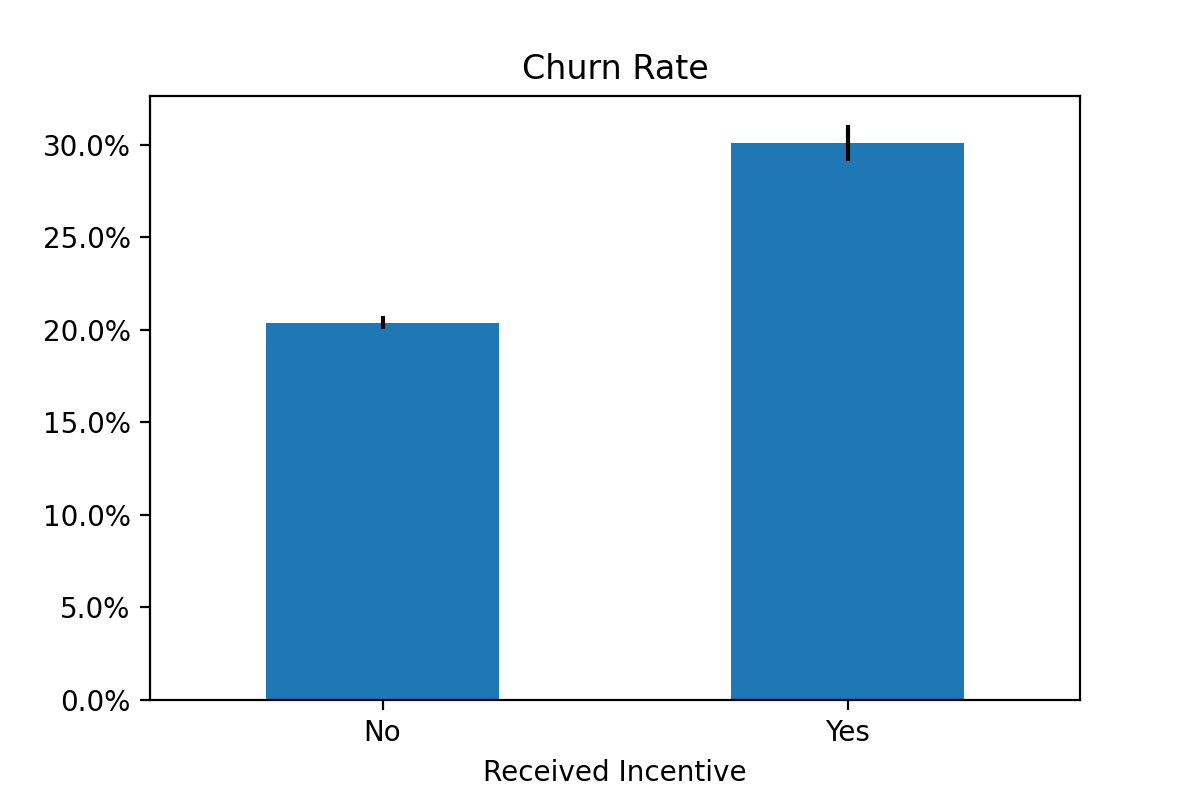 Churn Rate
30.0%
25.0%
20.0%
15.0%
10.0%
5.0%
0.0%
No Yes
Received Incentive